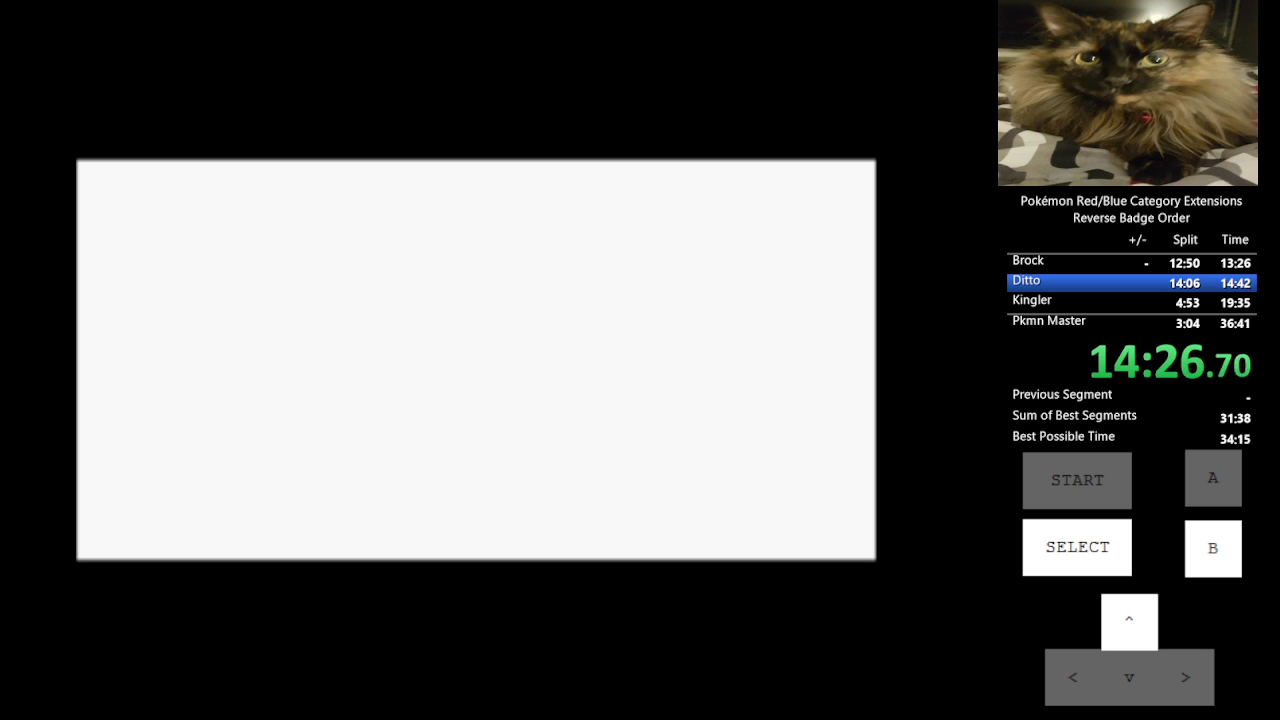 Pokémon Red/Blue Category Extensions
Reverse Badge Order
+/- Split Time
Brock - 12:50 13:26
Ditto 14:06 14:42
Kingler 4:53 19:35
Pkmn Master 3:04 36:41
14:26.70
Previous Segment -
Sum of Best Segments 31:38
Best Possible Time 34:15
START A
SELECT B
^
< v >